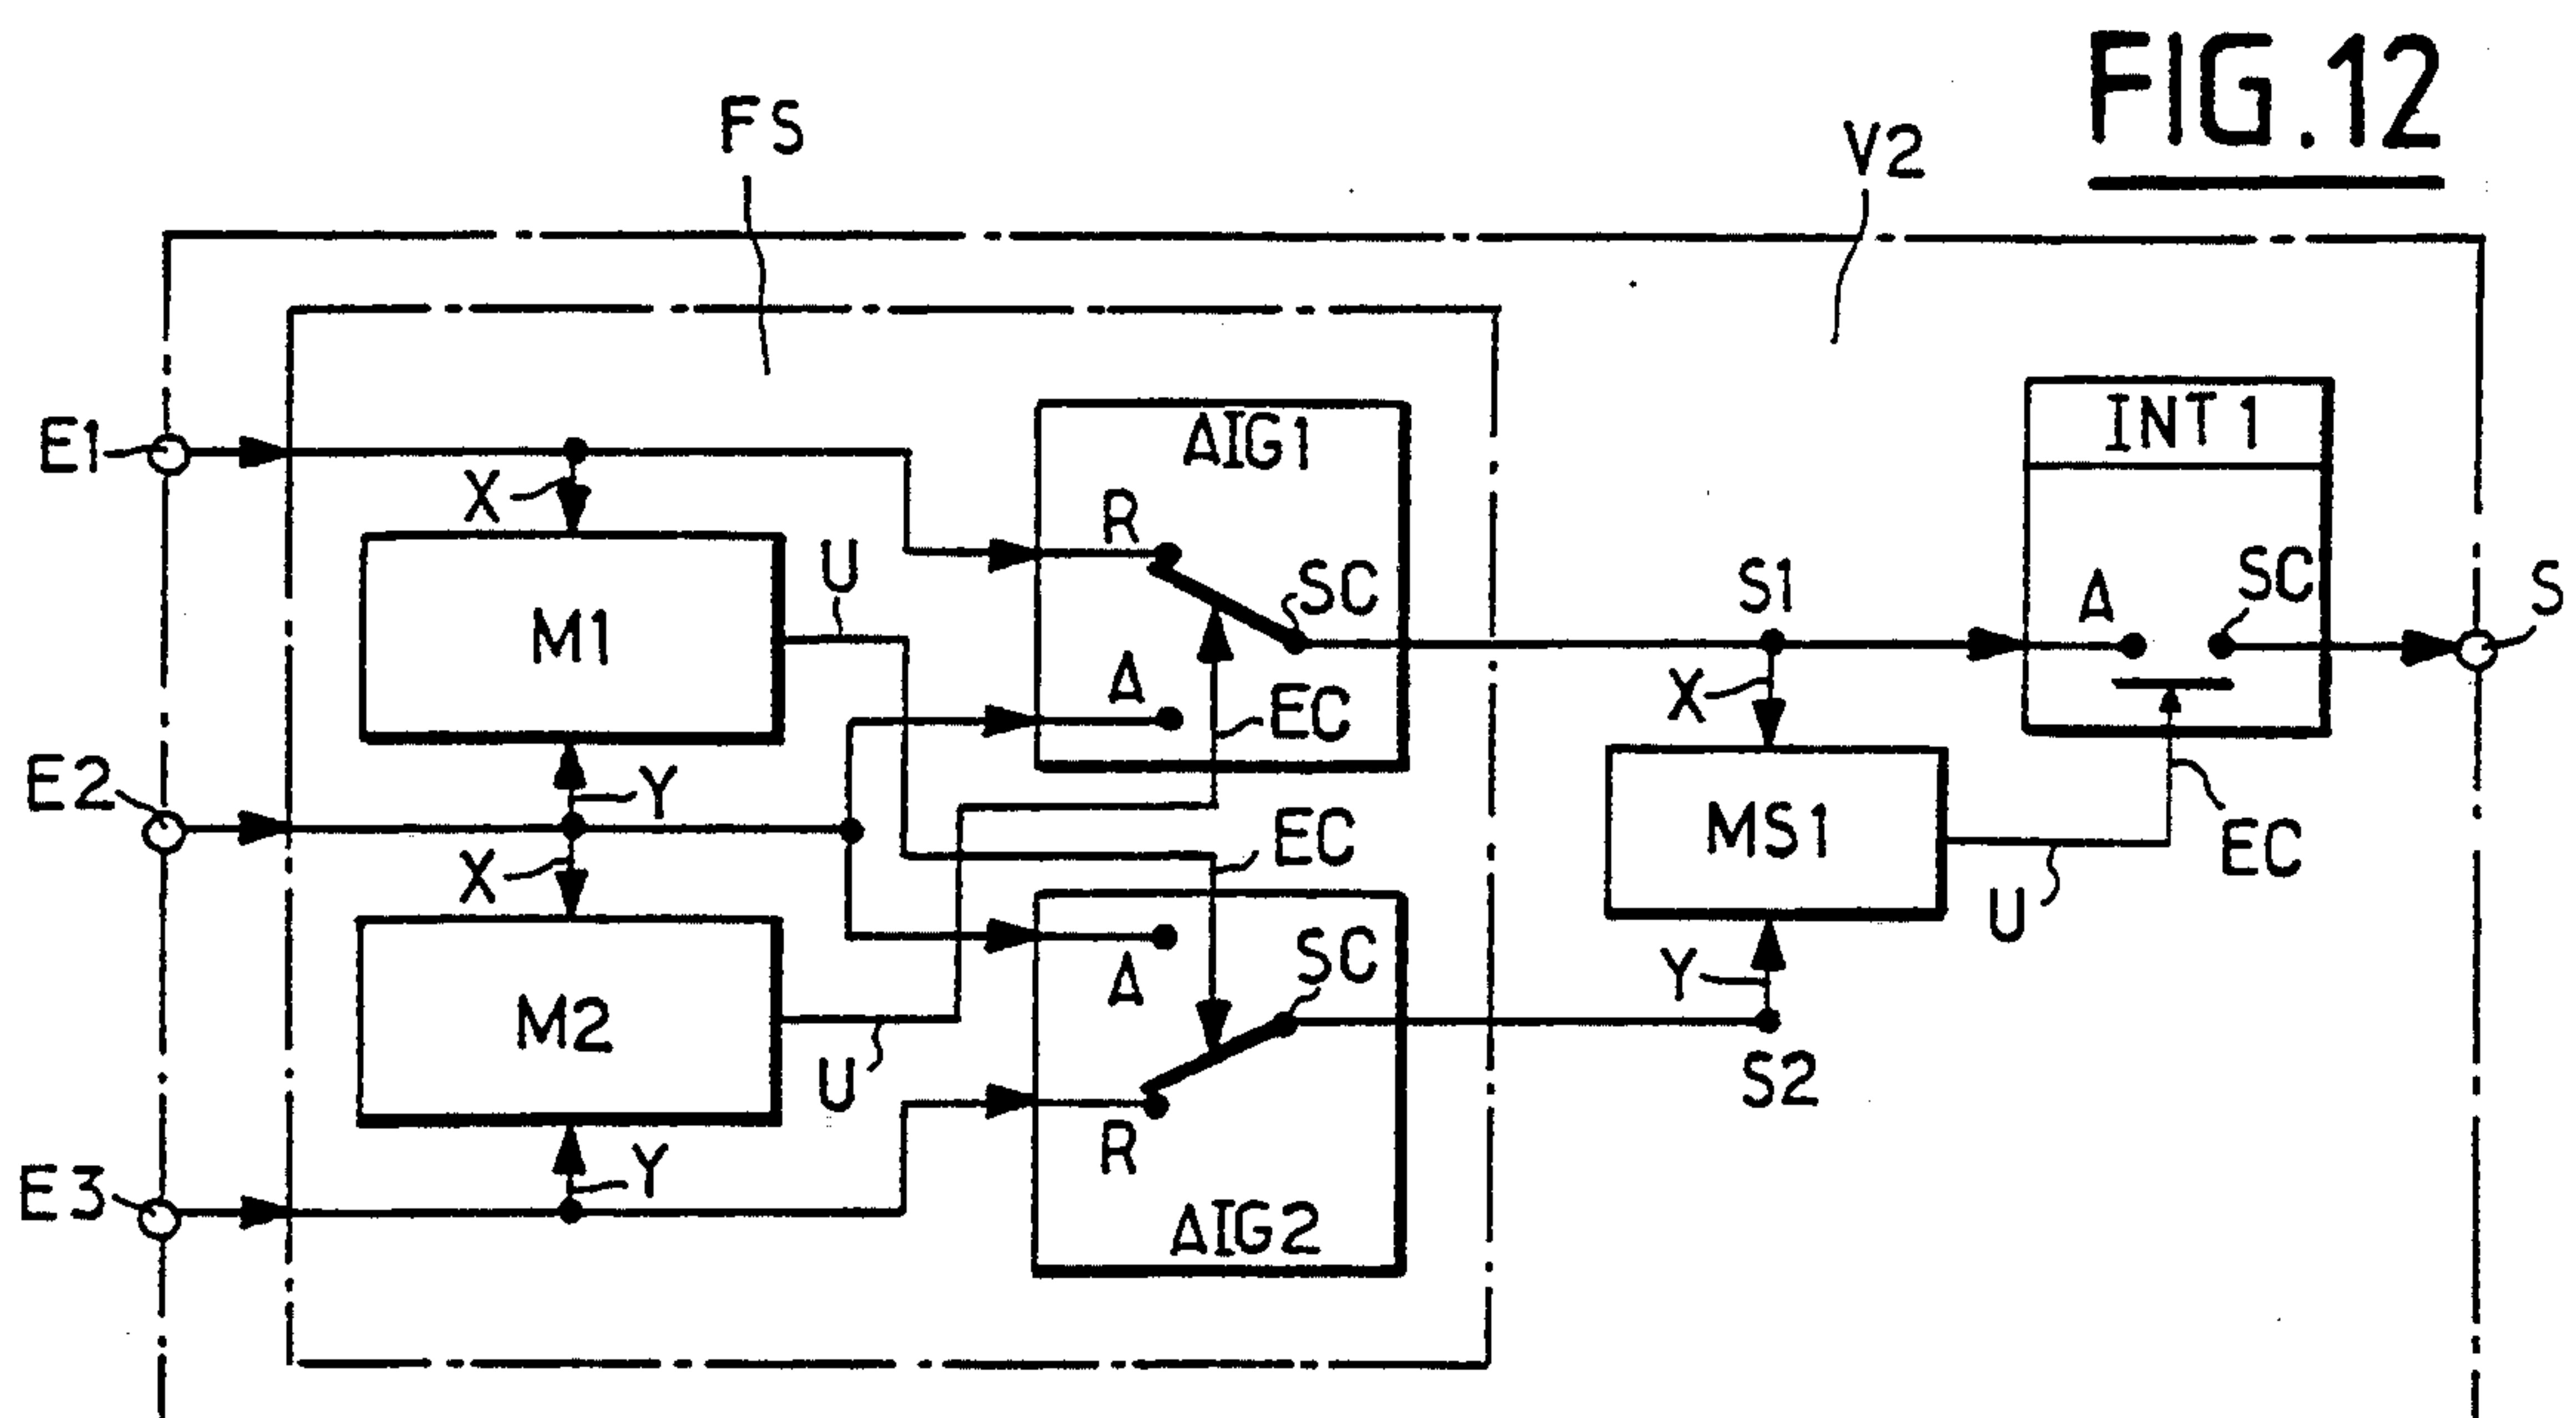 FIG.12
FS
V2
E1
X
AIG1
INT 1
R
U
M1
SC
S1
A
SC
S
A
EC
X
E2
Y
EC
MS1
EC
X
U
A
SC
Y
M2
U
S2
R
E3
Y
AIG2